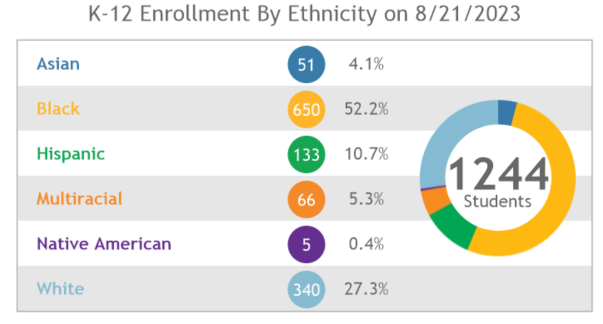 K-12 Enrollment By Ethnicity on 8/21/2023
Asian 51 4.1%
Black 650 52.2%
Hispanic 133 10.7%
Multiracial 66 5.3%
Native American 5 0.4%
White 340 27.3%
1244
Students